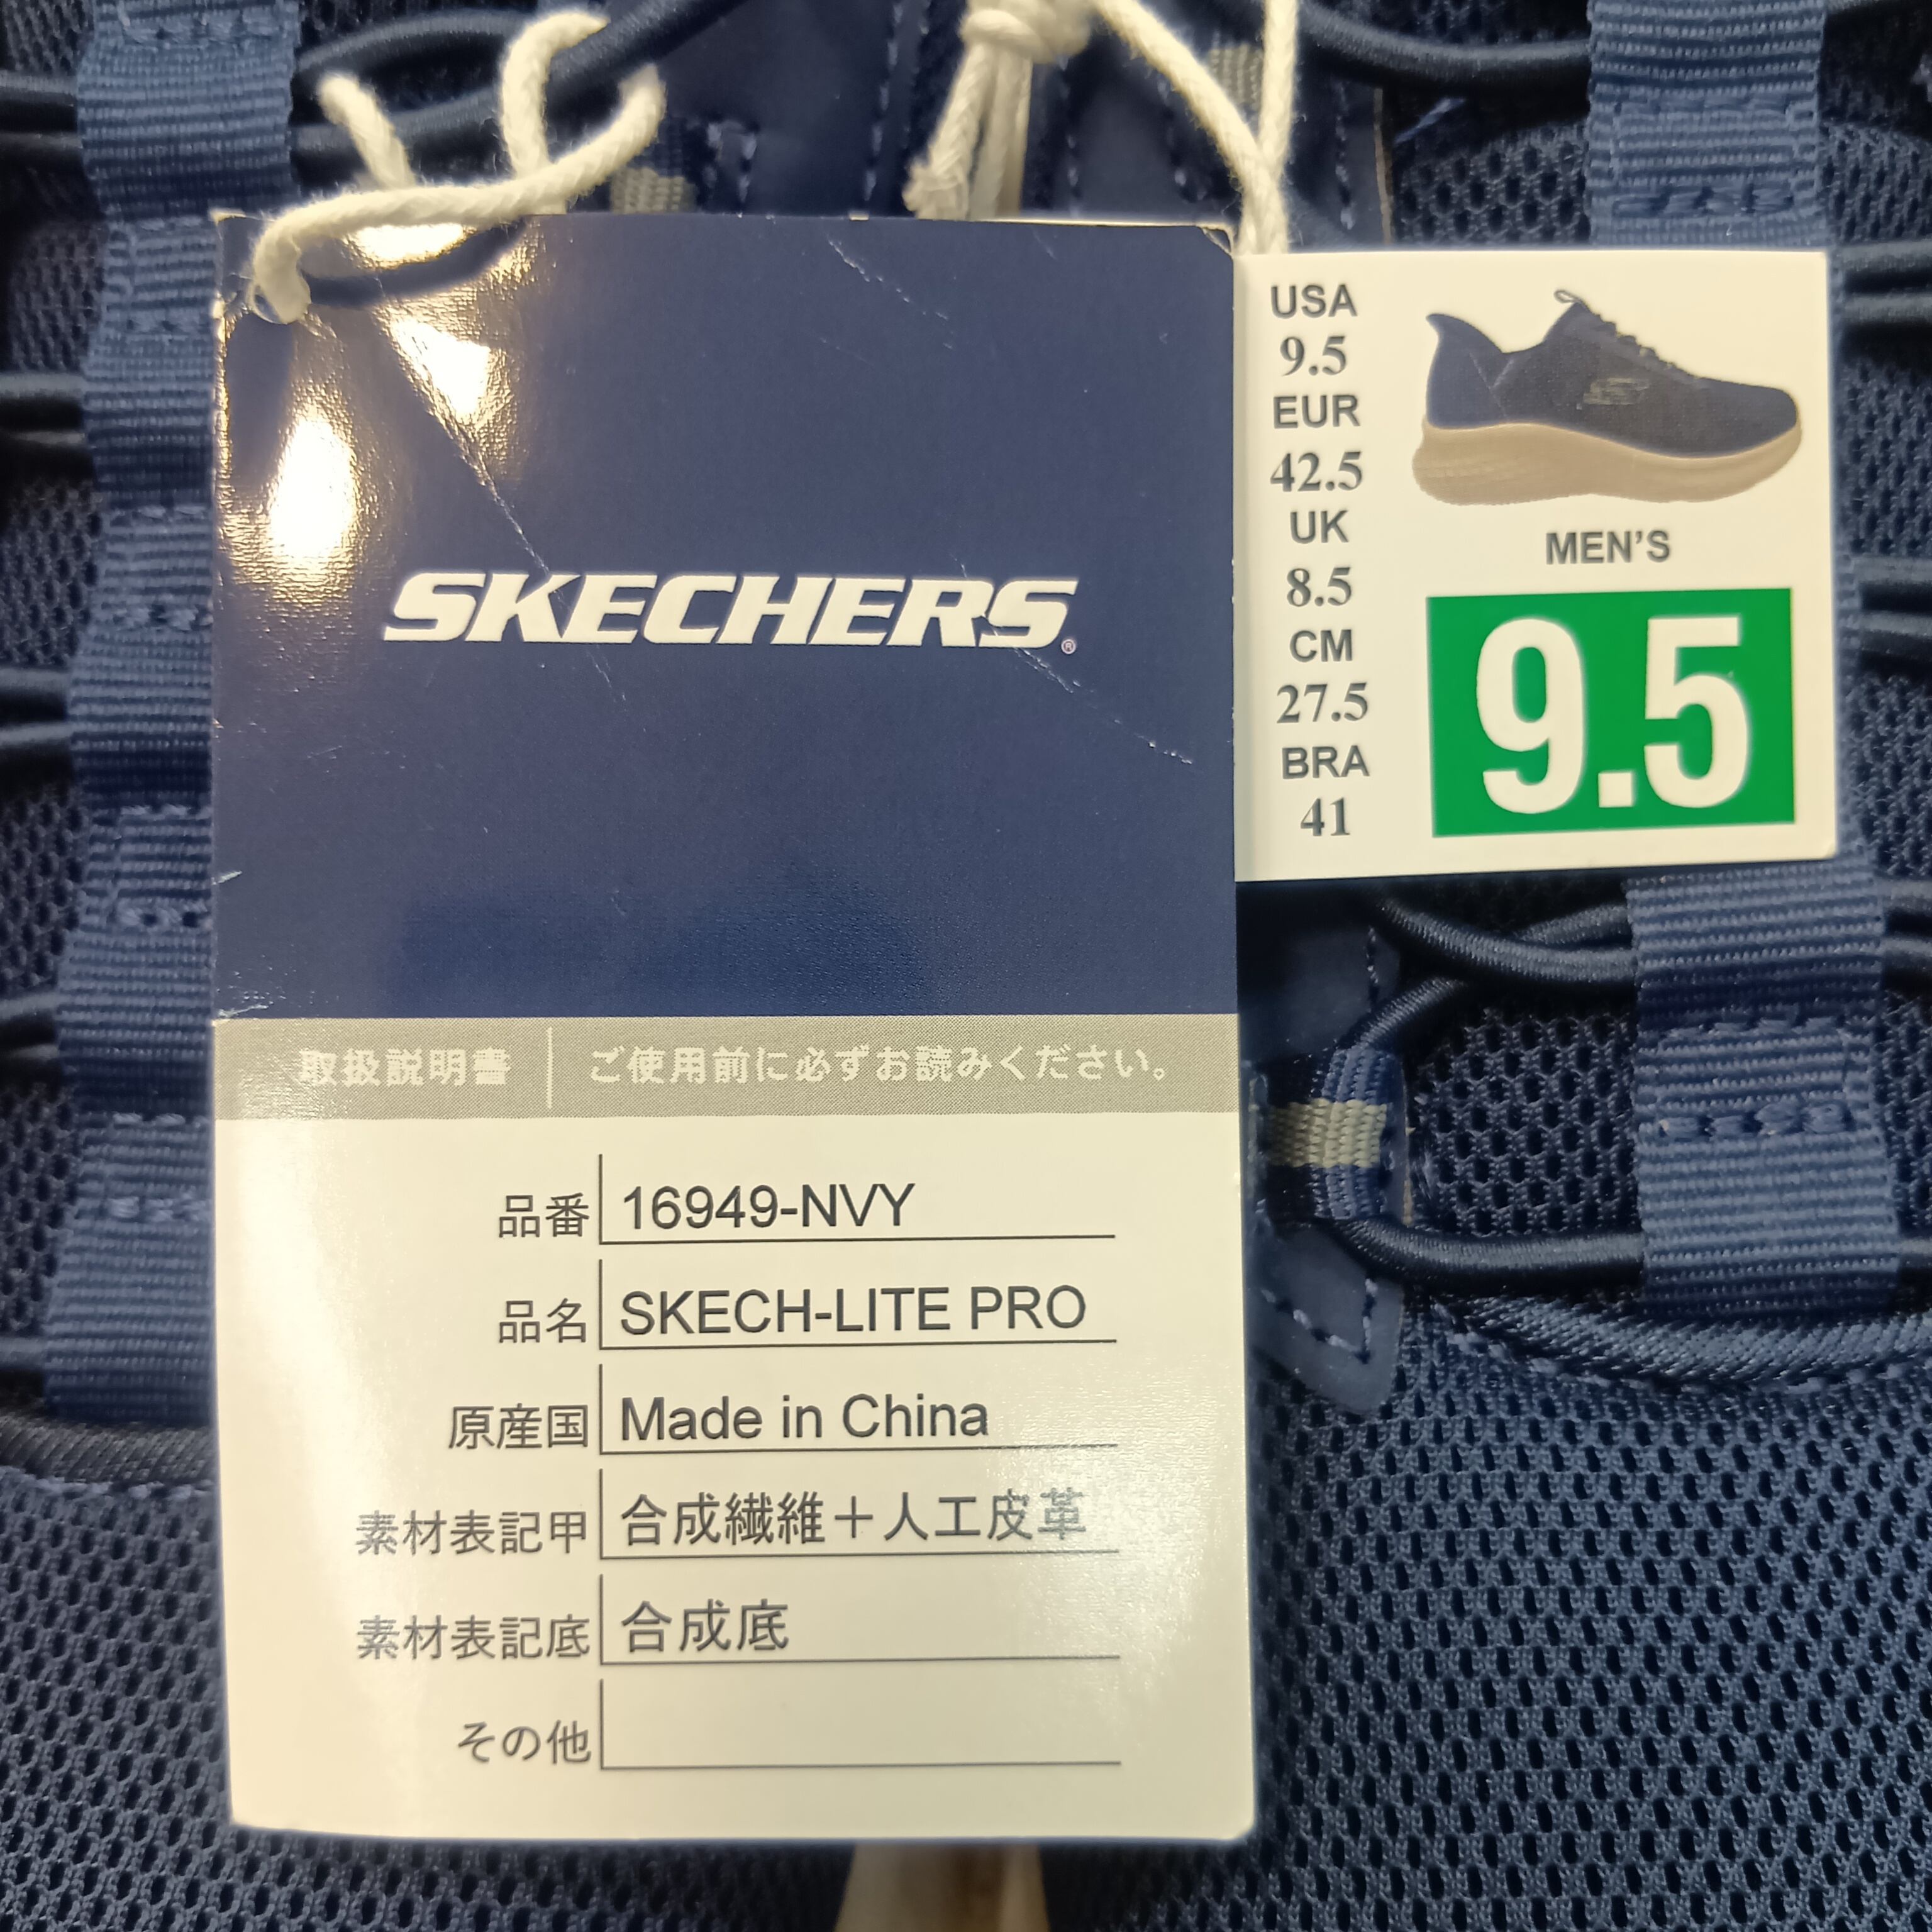 SKECHERS®
取扱説明書 ご使用前に必ずお読みください。
品番 16949-NVY
品名 SKECH-LITE PRO
原産国 Made in China
素材表記甲 合成繊維＋人工皮革
素材表記底 合成底
その他
USA
9.5
EUR
42.5
UK
8.5
CM
27.5
BRA
41
MEN'S
9.5